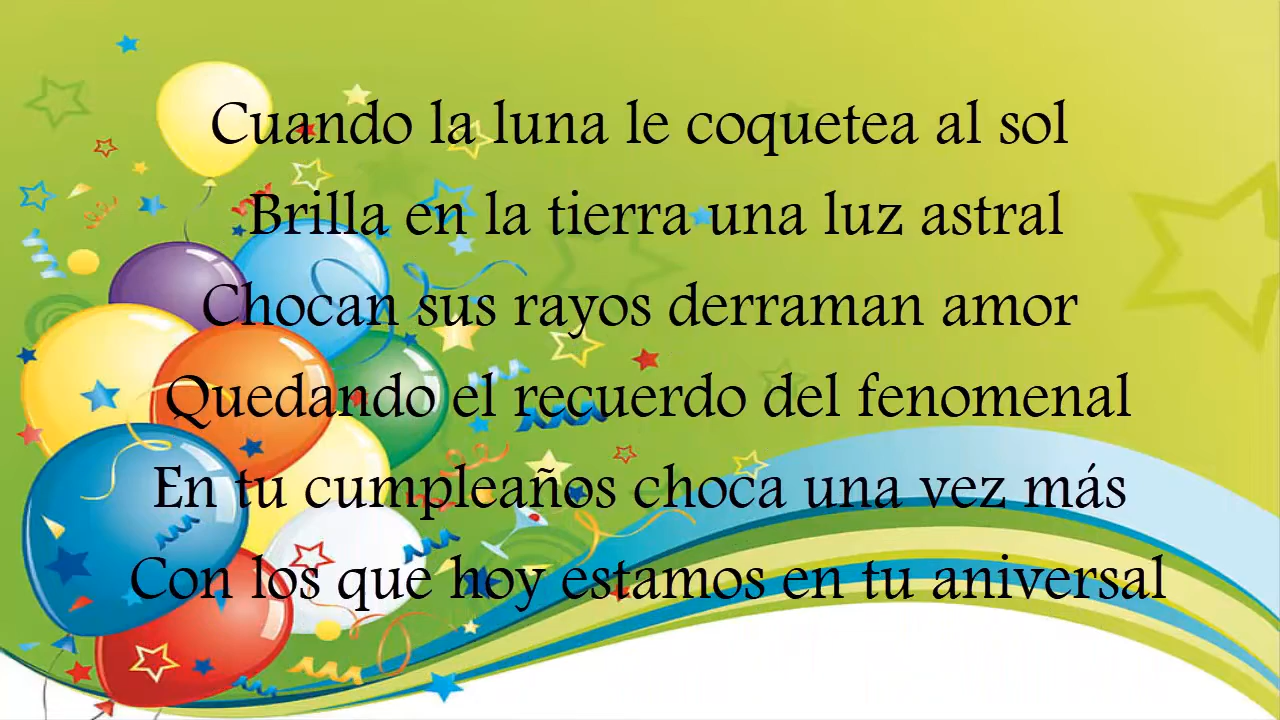 Cuando la luna le coquetea al sol
Brilla en la tierra una luz astral
Chocan sus rayos derraman amor
Quedando el recuerdo del fenomenal
En tu cumpleaños choca una vez más
Con los que hoy estamos en tu aniversal